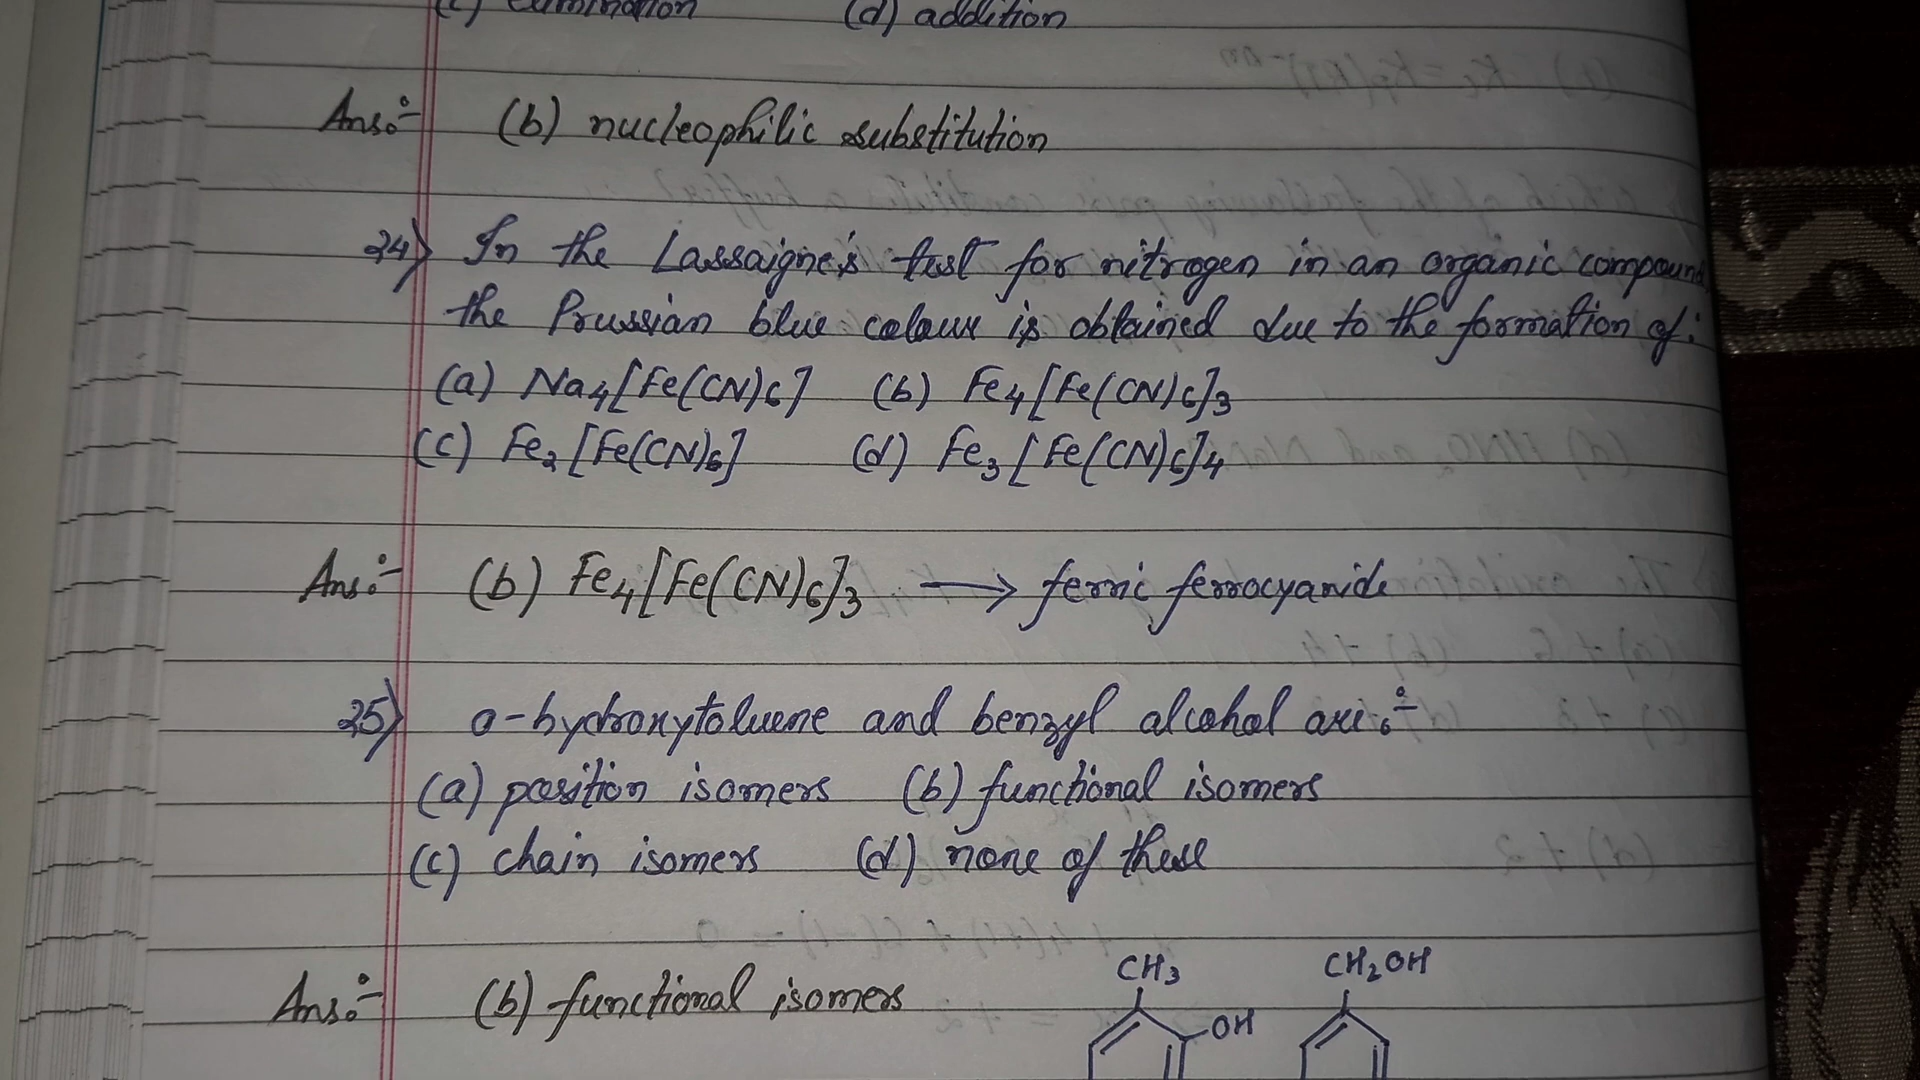 (c) elimination (d) addition
Ans:- (b) nucleophilic substitution
24) In the Lassaigne's test for nitrogen in an organic compound
the Prussian blue colour is obtained due to the formation of:
(a) Na4[Fe(CN)6] (b) Fe4[Fe(CN)6]3
(c) Fe2[Fe(CN)6] (d) Fe3[Fe(CN)6]4
Ans:- (b) Fe4[Fe(CN)6]3 → ferric ferrocyanide
25) o-hydroxytoluene and benzyl alcohol are:-
(a) position isomers (b) functional isomers
(c) chain isomers (d) none of these
Ans:- (b) functional isomers
CH3 CH2OH
OH